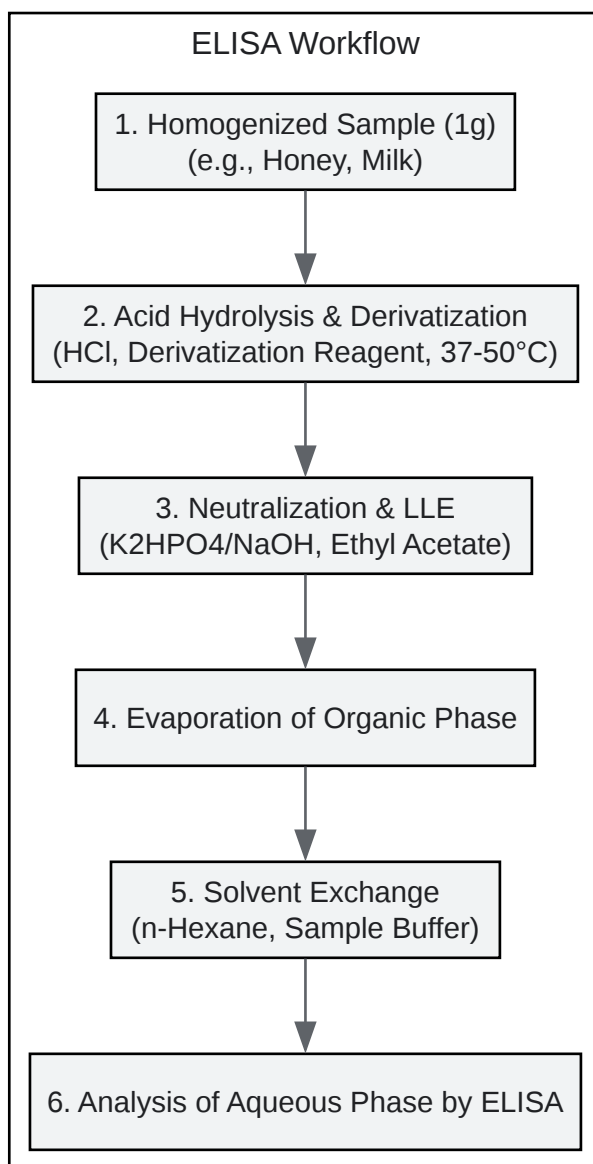 ELISA Workflow
1. Homogenized Sample (1g)
(e.g., Honey, Milk)
2. Acid Hydrolysis & Derivatization
(HCl, Derivatization Reagent, 37-50°C)
3. Neutralization & LLE
(K2HPO4/NaOH, Ethyl Acetate)
4. Evaporation of Organic Phase
5. Solvent Exchange
(n-Hexane, Sample Buffer)
6. Analysis of Aqueous Phase by ELISA